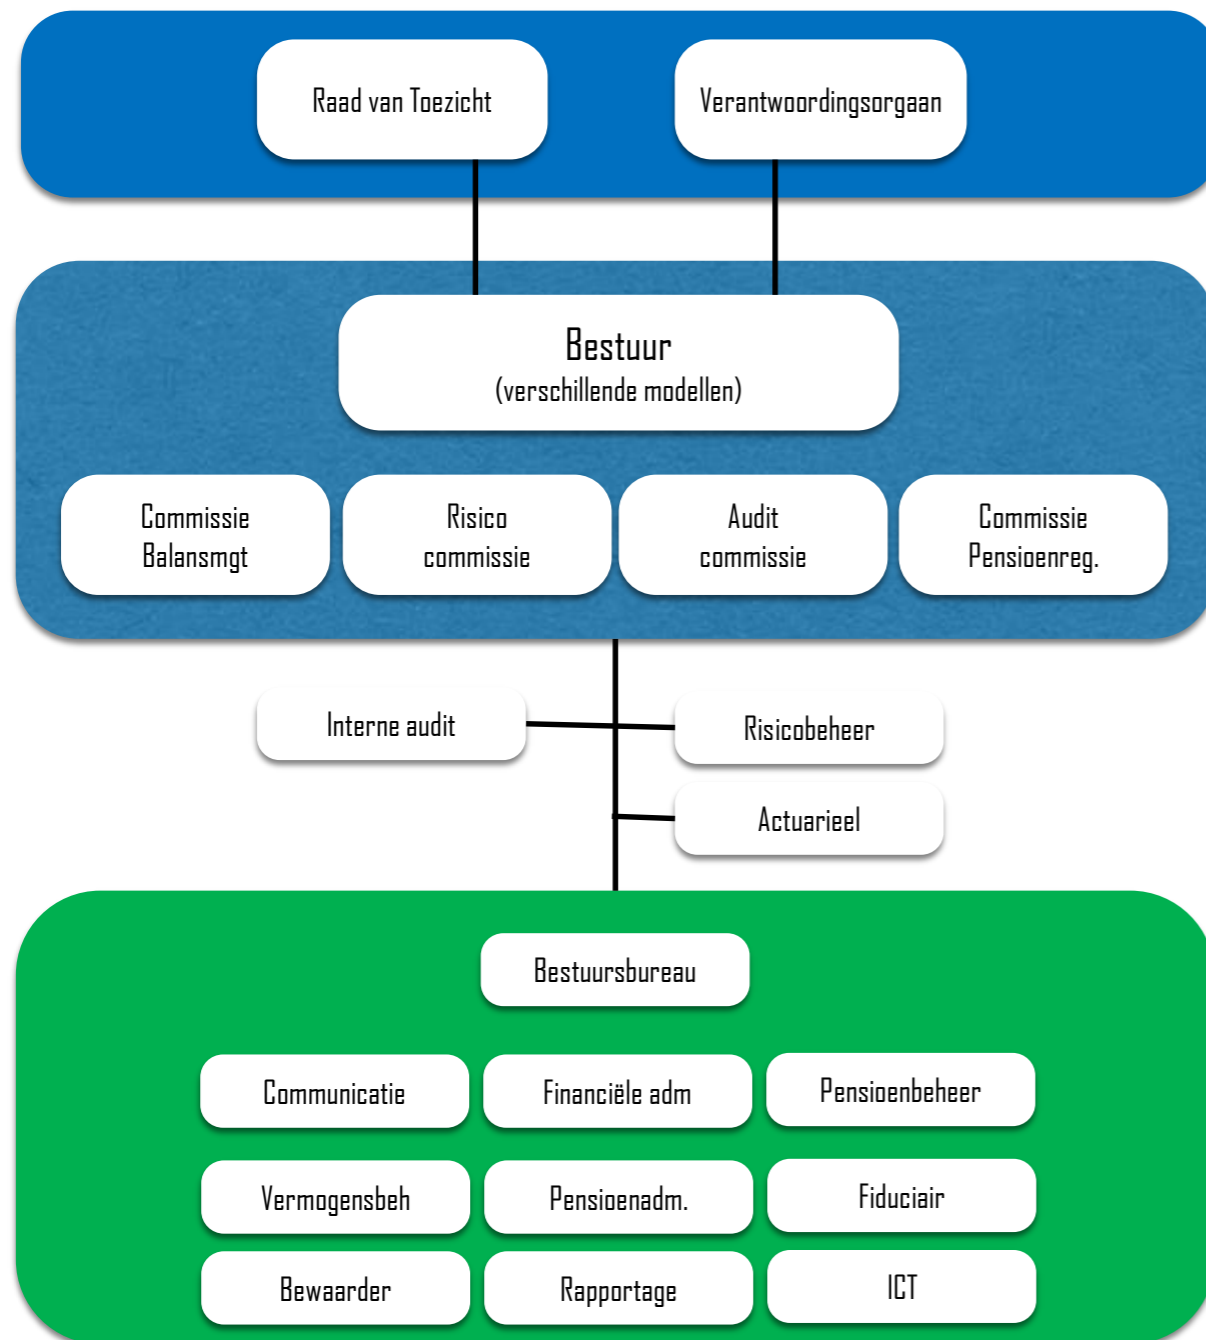 Raad van Toezicht
Verantwoordingsorgaan
Bestuur
(verschillende modellen)
Commissie
Balansmgt
Risico
commissie
Audit
commissie
Commissie
Pensioenreg.
Interne audit
Risicobeheer
Actuarieel
Bestuursbureau
Communicatie
Financiële adm
Pensioenbeheer
Vermogensbeh
Pensioenadm.
Fiduciair
Bewaarder
Rapportage
ICT